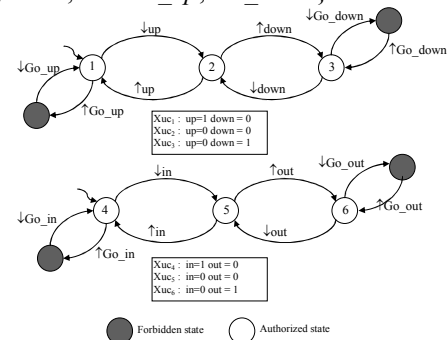 ↓up
↑down
↓Go_down
↓Go_up
↑Go_down
1
2
3
↑up
↓down
↑Go_up
Xuc₁ : up=1 down = 0
Xuc₂ : up=0 down = 0
Xuc₃ : up=0 down = 1
↓in
↑out
↓Go_out
↓Go_in
↑Go_out
4
5
6
↑in
↓out
↑Go_in
Xuc₄ : in=1 out = 0
Xuc₅ : in=0 out = 0
Xuc₆ : in=0 out = 1
Forbidden state
Authorized state